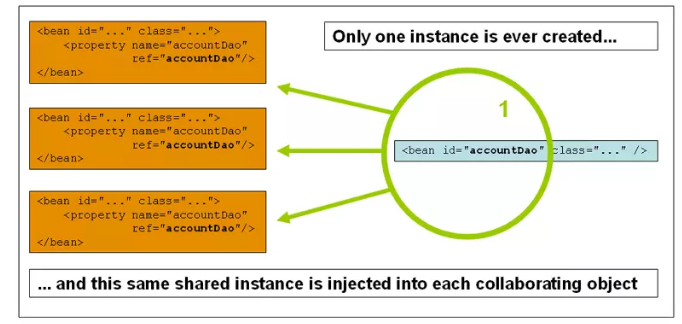 <bean id="..." class="...">
<property name="accountDao"
ref="accountDao"/>
</bean>
Only one instance is ever created...
<bean id="..." class="...">
<property name="accountDao"
ref="accountDao"/>
</bean>
1
<bean id="accountDao" class="..." />
<bean id="..." class="...">
<property name="accountDao"
ref="accountDao"/>
</bean>
... and this same shared instance is injected into each collaborating object